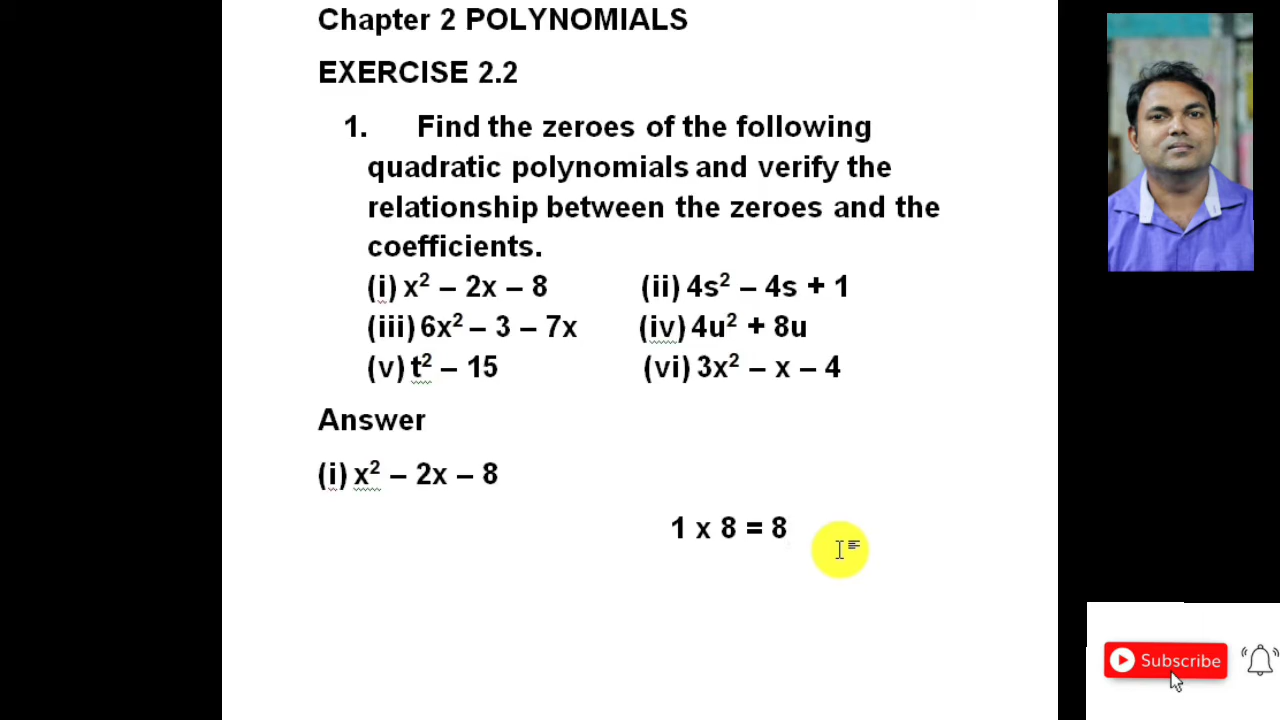 Chapter 2 POLYNOMIALS
EXERCISE 2.2
1. Find the zeroes of the following
quadratic polynomials and verify the
relationship between the zeroes and the
coefficients.
(i) x² – 2x – 8 (ii) 4s² – 4s + 1
(iii) 6x² – 3 – 7x (iv) 4u² + 8u
(v) t² – 15 (vi) 3x² – x – 4
Answer
(i) x² – 2x – 8
1 x 8 = 8
Subscribe